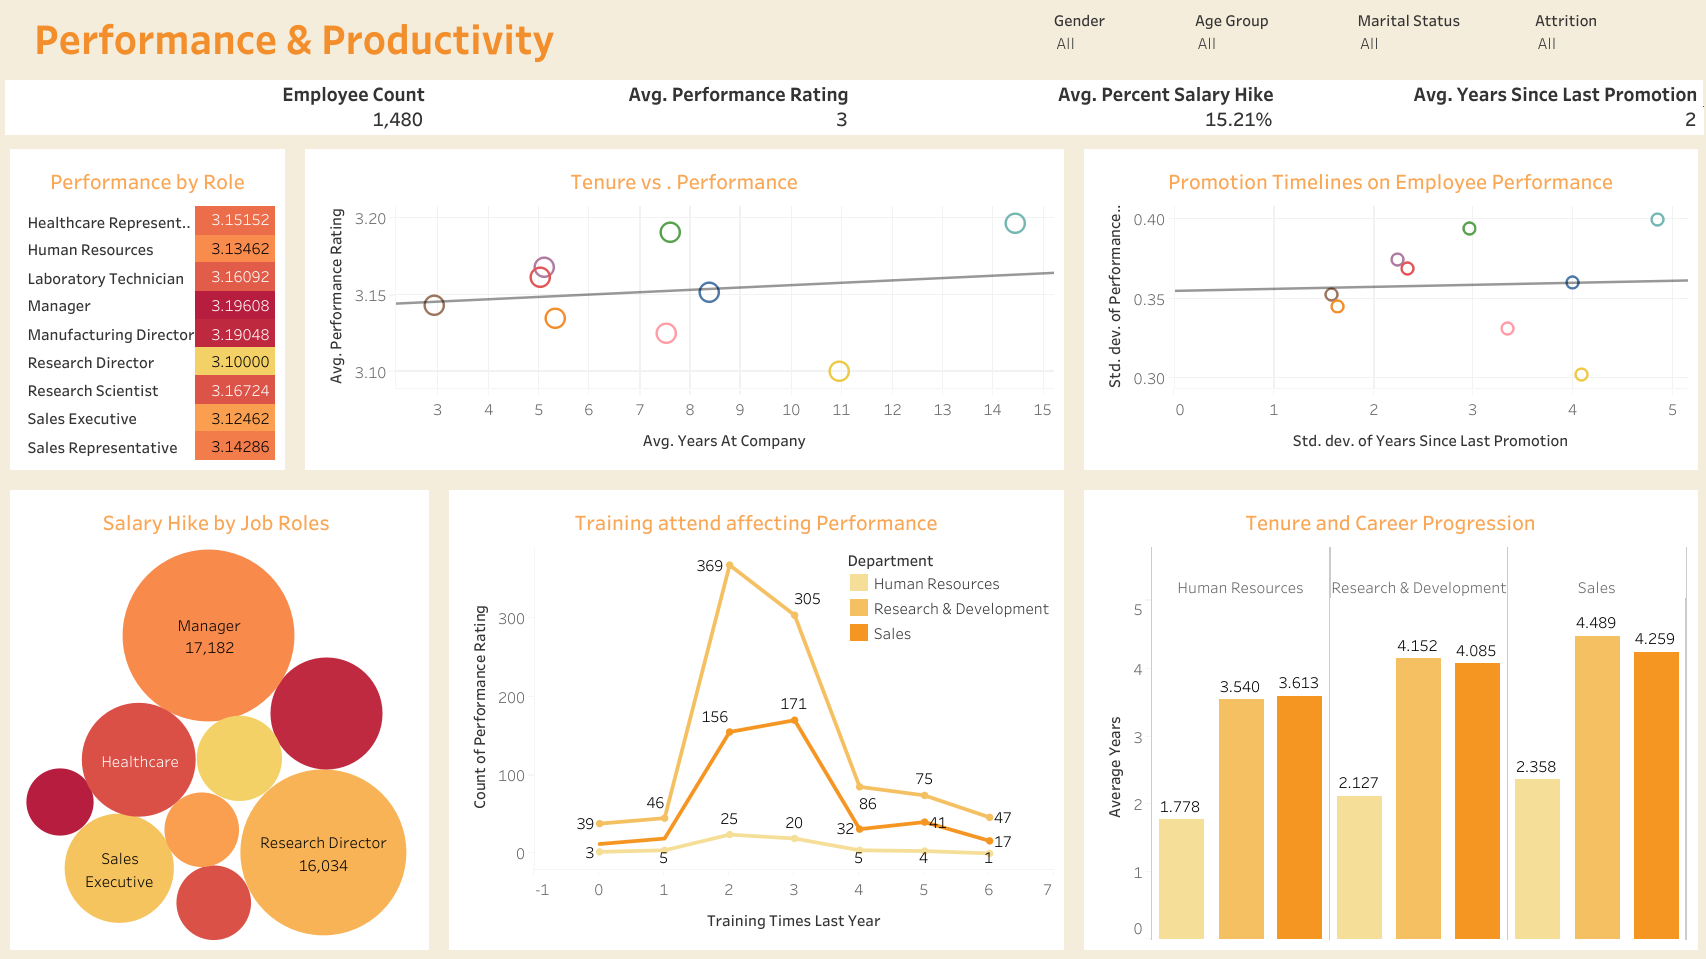 Performance & Productivity
Gender
All
Age Group
All
Marital Status
All
Attrition
All
Employee Count
1,480
Avg. Performance Rating
3
Avg. Percent Salary Hike
15.21%
Avg. Years Since Last Promotion
2
Performance by Role
Healthcare Represent.. 3.15152
Human Resources 3.13462
Laboratory Technician 3.16092
Manager 3.19608
Manufacturing Director 3.19048
Research Director 3.10000
Research Scientist 3.16724
Sales Executive 3.12462
Sales Representative 3.14286
Tenure vs . Performance
Avg. Performance Rating
3.20
3.15
3.10
3 4 5 6 7 8 9 10 11 12 13 14 15
Avg. Years At Company
Promotion Timelines on Employee Performance
Std. dev. of Performance..
0.40
0.35
0.30
0 1 2 3 4 5
Std. dev. of Years Since Last Promotion
Salary Hike by Job Roles
Manager
17,182
Healthcare
Research Director
16,034
Sales
Executive
Training attend affecting Performance
Department
Human Resources
Research & Development
Sales
Count of Performance Rating
300
200
100
0
369
305
171
156
46
39
25
20
86
75
47
32
41
17
3
5
5
4
1
-1 0 1 2 3 4 5 6 7
Training Times Last Year
Tenure and Career Progression
Human Resources Research & Development Sales
Average Years
5
4
3
2
1
0
1.778
3.540
3.613
2.127
4.152
4.085
2.358
4.489
4.259